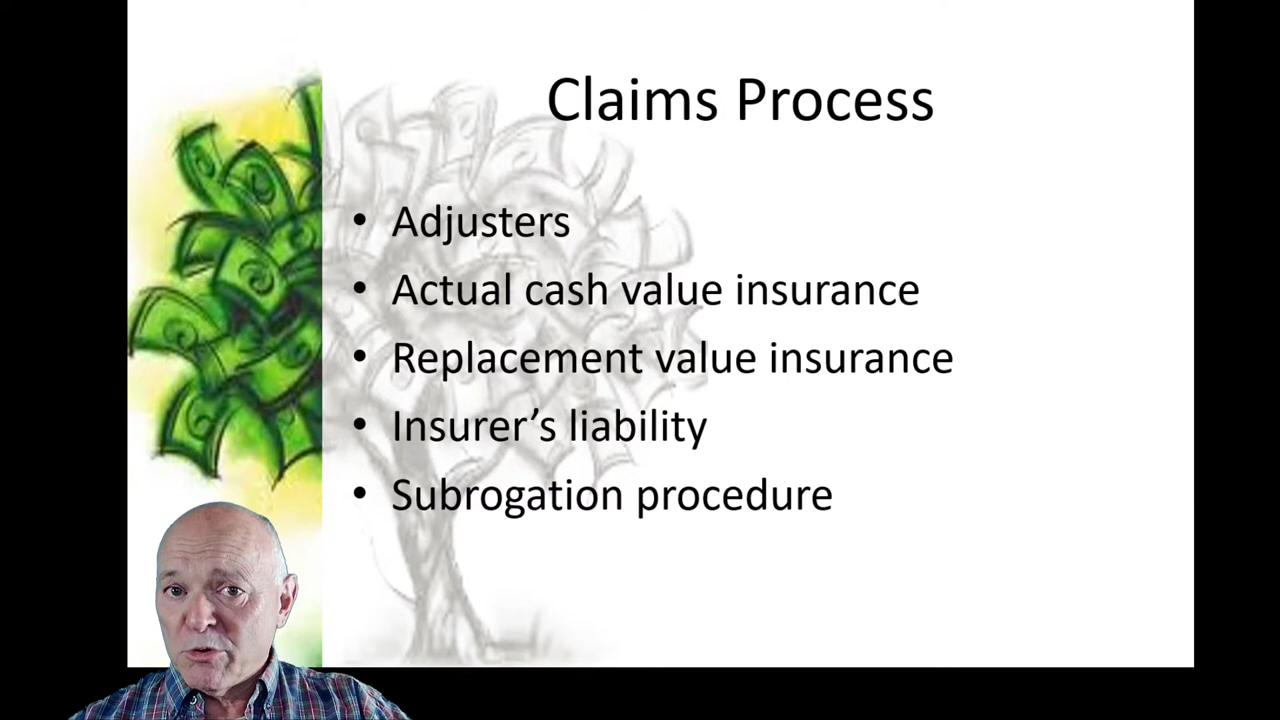 Claims Process
• Adjusters
• Actual cash value insurance
• Replacement value insurance
• Insurer’s liability
• Subrogation procedure